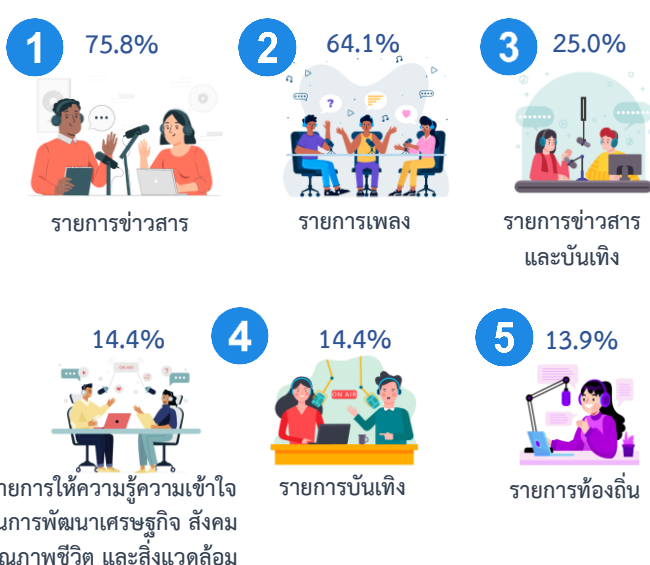 1 75.8%
2 64.1%
3 25.0%
รายการข่าวสาร
รายการเพลง
รายการข่าวสาร
และบันเทิง
14.4%
4 14.4%
5 13.9%
ON AIR
ON AIR
รายการบันเทิง
รายการท้องถิ่น
ายการให้ความรู้ความเข้าใจ
นการพัฒนาเศรษฐกิจ สังคม
ุณภาพชีวิต และสิ่งแวดล้อม